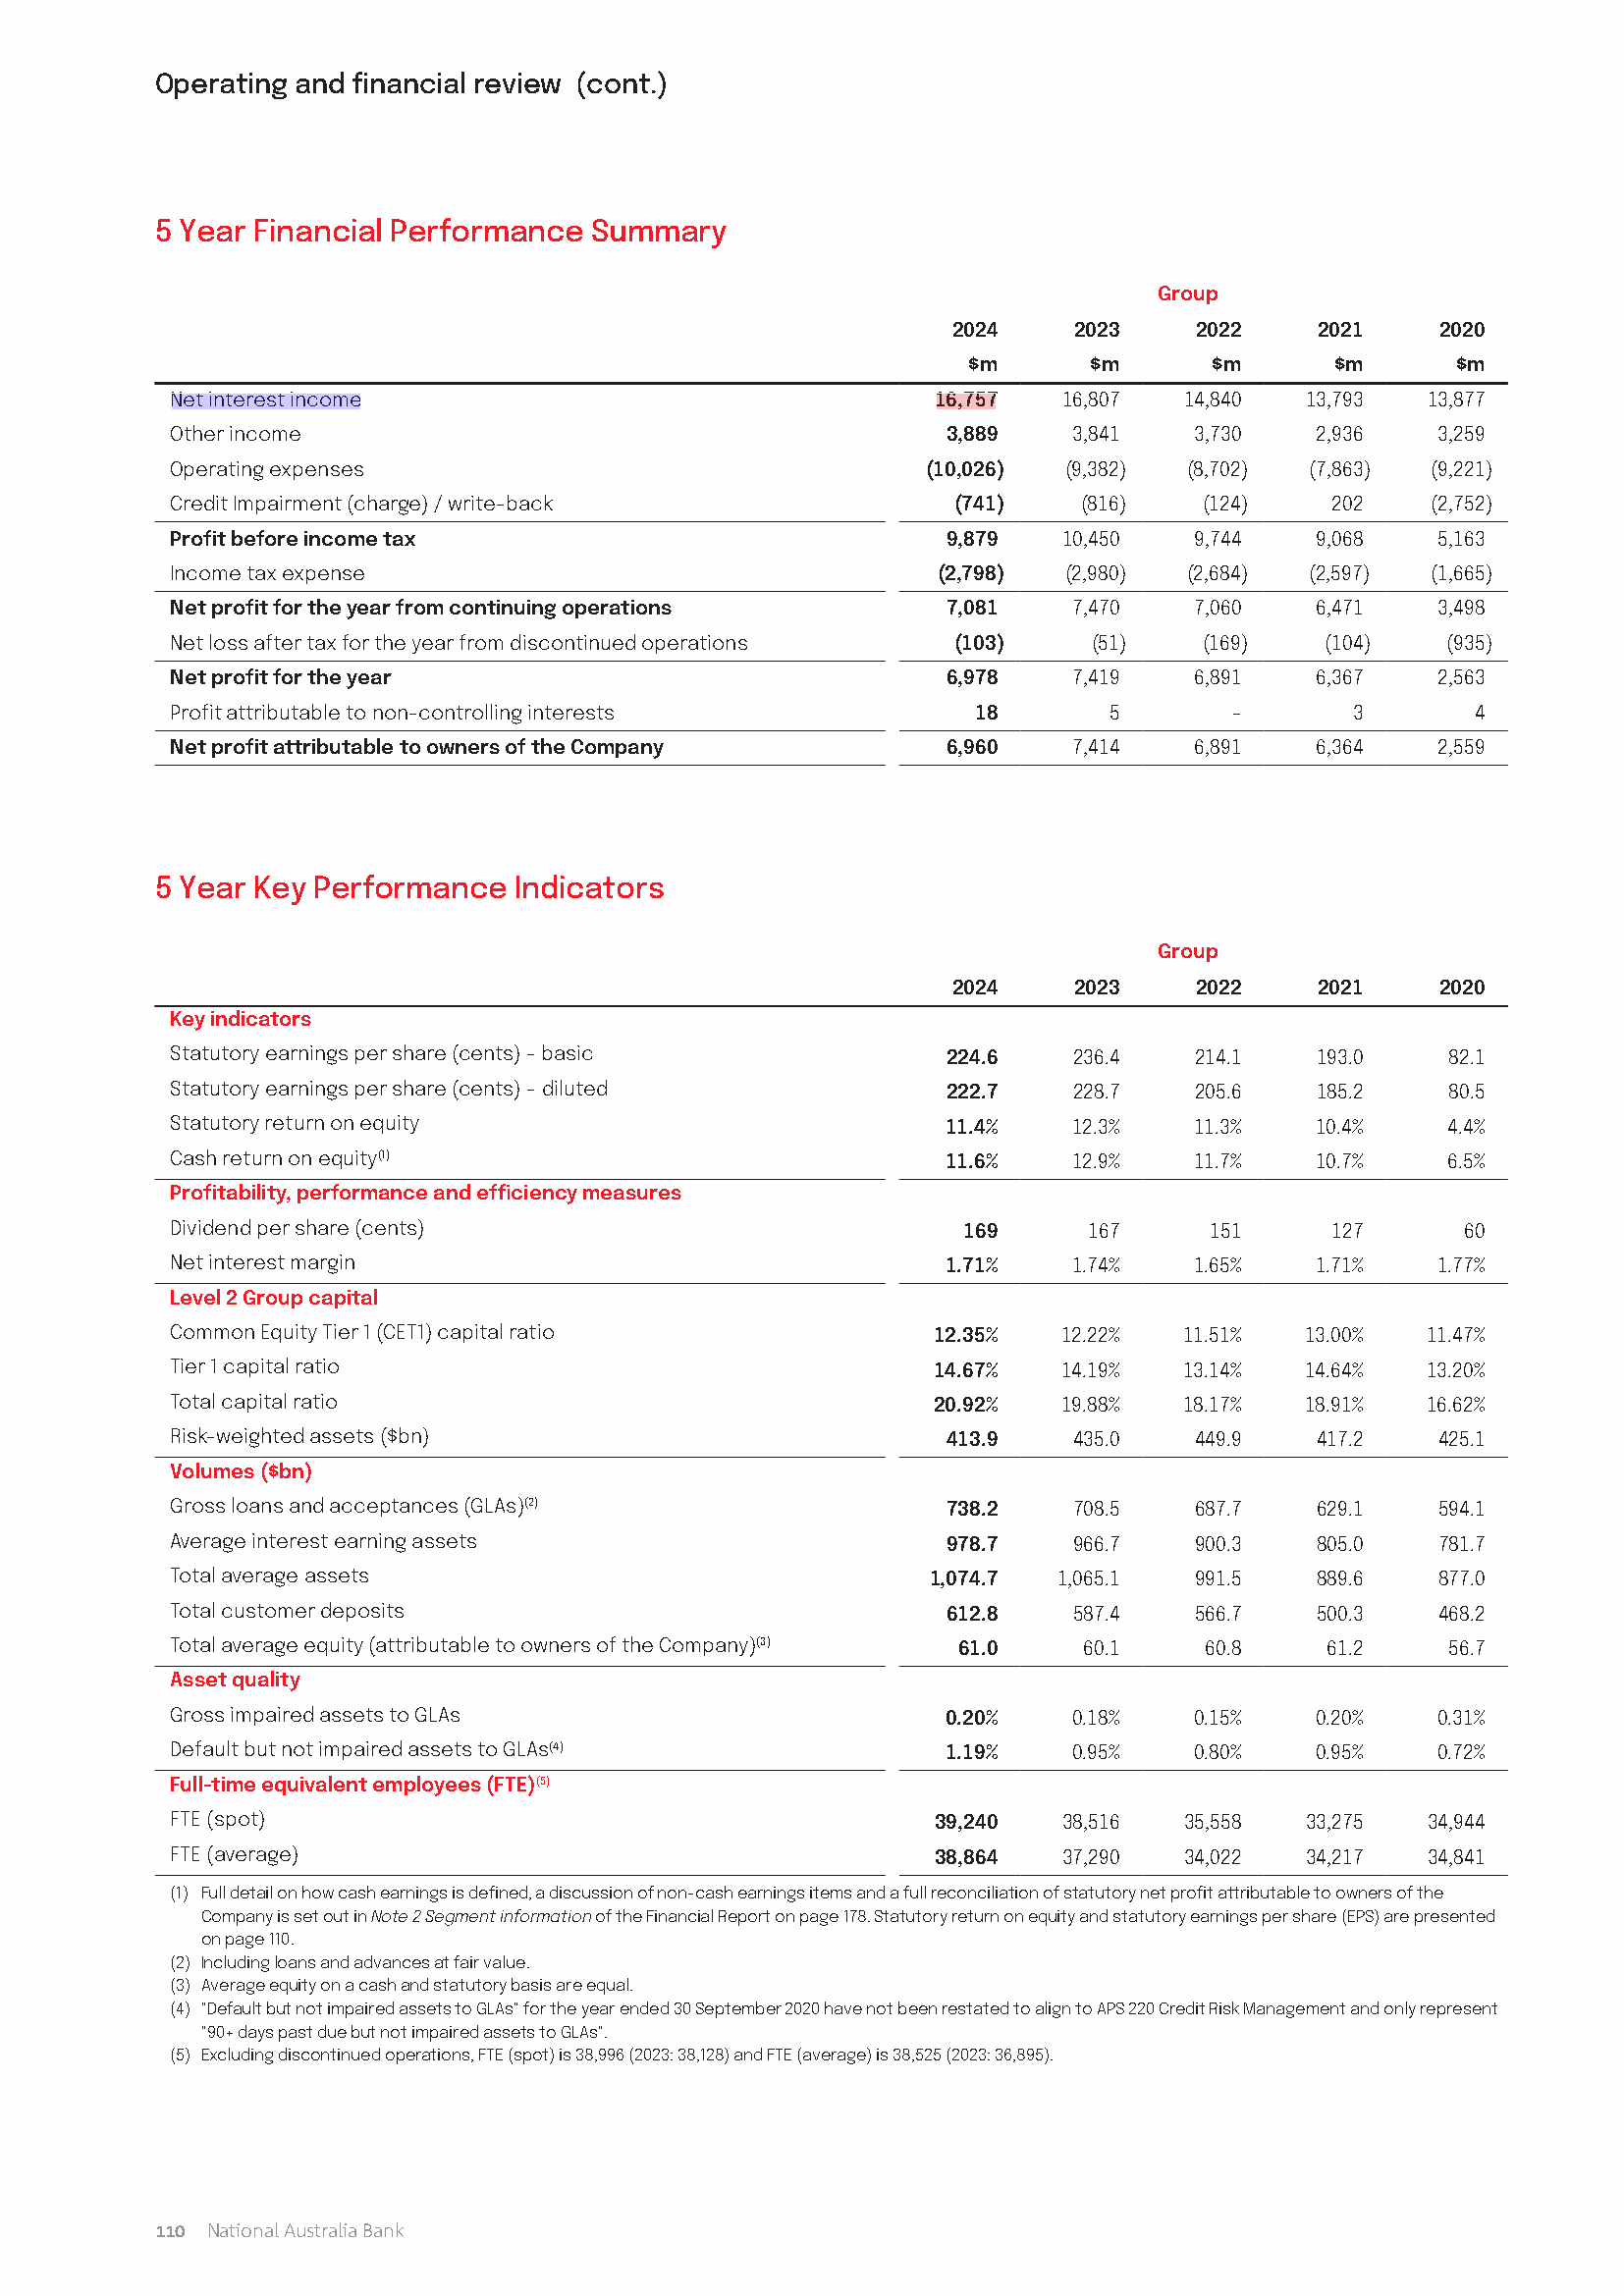 Operating and financial review (cont.)
5 Year Financial Performance Summary
Group
2024 2023 2022 2021 2020
$m $m $m $m $m
Net interest income 16,757 16,807 14,840 13,793 13,877
Other income 3,889 3,841 3,730 2,936 3,259
Operating expenses (10,026) (9,382) (8,702) (7,863) (9,221)
Credit Impairment (charge) / write-back (741) (816) (124) 202 (2,752)
Profit before income tax 9,879 10,450 9,744 9,068 5,163
Income tax expense (2,798) (2,980) (2,684) (2,597) (1,665)
Net profit for the year from continuing operations 7,081 7,470 7,060 6,471 3,498
Net loss after tax for the year from discontinued operations (103) (51) (169) (104) (935)
Net profit for the year 6,978 7,419 6,891 6,367 2,563
Profit attributable to non-controlling interests 18 5 - 3 4
Net profit attributable to owners of the Company 6,960 7,414 6,891 6,364 2,559
5 Year Key Performance Indicators
Group
2024 2023 2022 2021 2020
Key indicators
Statutory earnings per share (cents) - basic 224.6 236.4 214.1 193.0 82.1
Statutory earnings per share (cents) - diluted 222.7 228.7 205.6 185.2 80.5
Statutory return on equity 11.4% 12.3% 11.3% 10.4% 4.4%
Cash return on equity(1) 11.6% 12.9% 11.7% 10.7% 6.5%
Profitability, performance and efficiency measures
Dividend per share (cents) 169 167 151 127 60
Net interest margin 1.71% 1.74% 1.65% 1.71% 1.77%
Level 2 Group capital
Common Equity Tier 1 (CET1) capital ratio 12.35% 12.22% 11.51% 13.00% 11.47%
Tier 1 capital ratio 14.67% 14.19% 13.14% 14.64% 13.20%
Total capital ratio 20.92% 19.88% 18.17% 18.91% 16.62%
Risk-weighted assets ($bn) 413.9 435.0 449.9 417.2 425.1
Volumes ($bn)
Gross loans and acceptances (GLAs)(2) 738.2 708.5 687.7 629.1 594.1
Average interest earning assets 978.7 966.7 900.3 805.0 781.7
Total average assets 1,074.7 1,065.1 991.5 889.6 877.0
Total customer deposits 612.8 587.4 566.7 500.3 468.2
Total average equity (attributable to owners of the Company)(3) 61.0 60.1 60.8 61.2 56.7
Asset quality
Gross impaired assets to GLAs 0.20% 0.18% 0.15% 0.20% 0.31%
Default but not impaired assets to GLAs(4) 1.19% 0.95% 0.80% 0.95% 0.72%
Full-time equivalent employees (FTE)(5)
FTE (spot) 39,240 38,516 35,558 33,275 34,944
FTE (average) 38,864 37,290 34,022 34,217 34,841
(1) Full detail on how cash earnings is defined, a discussion of non-cash earnings items and a full reconciliation of statutory net profit attributable to owners of the
Company is set out in Note 2 Segment information of the Financial Report on page 178. Statutory return on equity and statutory earnings per share (EPS) are presented
on page 110.
(2) Including loans and advances at fair value.
(3) Average equity on a cash and statutory basis are equal.
(4) "Default but not impaired assets to GLAs" for the year ended 30 September 2020 have not been restated to align to APS 220 Credit Risk Management and only represent
"90+ days past due but not impaired assets to GLAs".
(5) Excluding discontinued operations, FTE (spot) is 38,996 (2023: 38,128) and FTE (average) is 38,525 (2023: 36,895).
110 National Australia Bank